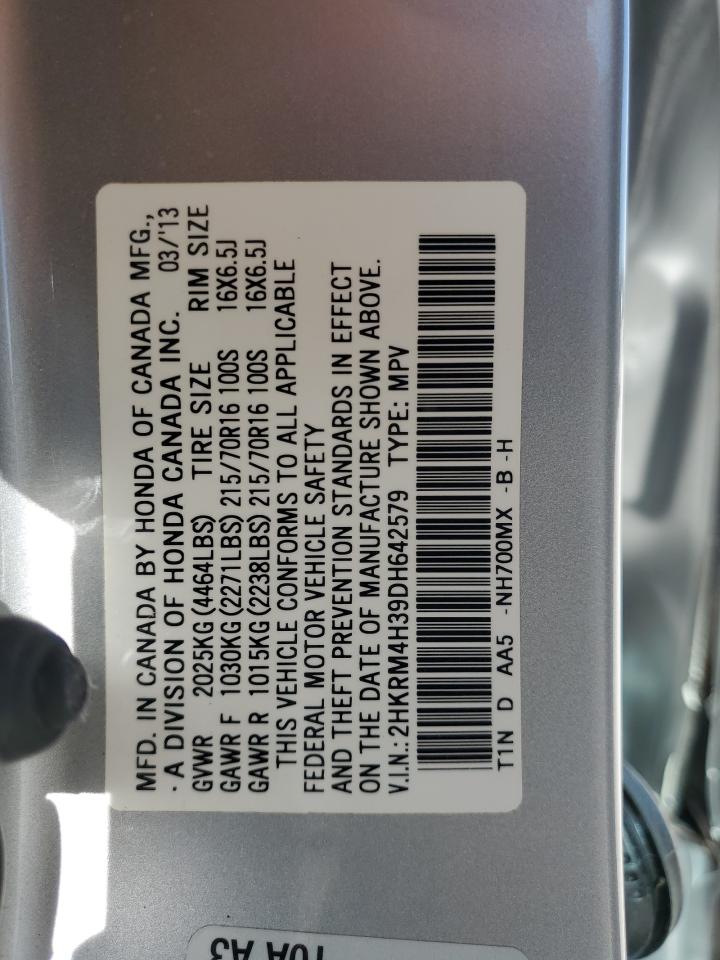 MFD. IN CANADA BY HONDA OF CANADA MFG.,
· A DIVISION OF HONDA CANADA INC. 03/'13
GVWR 2025KG (4464LBS) TIRE SIZE RIM SIZE
GAWR F 1030KG (2271LBS) 215/70R16 100S 16X6.5J
GAWR R 1015KG (2238LBS) 215/70R16 100S 16X6.5J
THIS VEHICLE CONFORMS TO ALL APPLICABLE
FEDERAL MOTOR VEHICLE SAFETY
AND THEFT PREVENTION STANDARDS IN EFFECT
ON THE DATE OF MANUFACTURE SHOWN ABOVE.
V.I.N.: 2HKRM4H39DH642579 TYPE: MPV
T1N D AA5 -NH700MX -B -H
A3